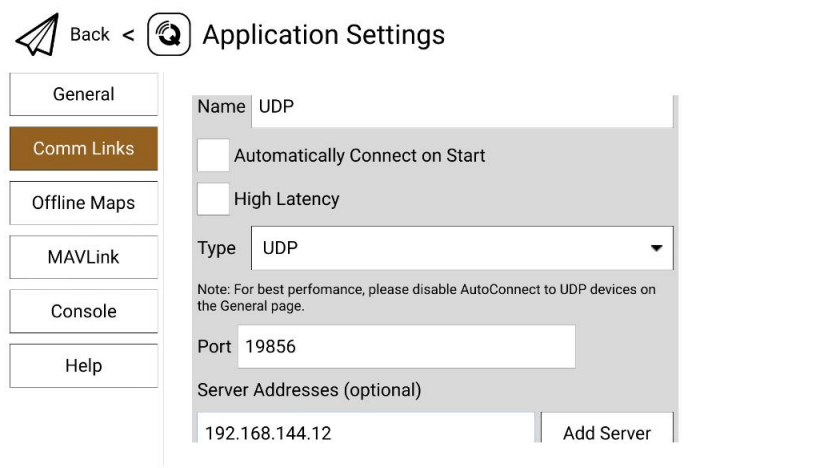 Back < Application Settings
General
Comm Links
Offline Maps
MAVLink
Console
Help
Name UDP
Automatically Connect on Start
High Latency
Type UDP
Note: For best perfomance, please disable AutoConnect to UDP devices on
the General page.
Port 19856
Server Addresses (optional)
192.168.144.12 Add Server